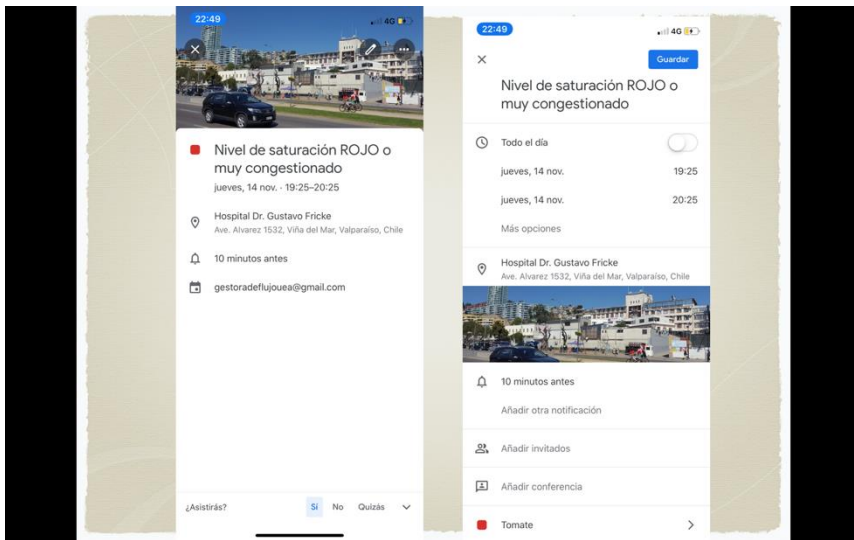 22:49
4G
Nivel de saturación ROJO o
muy congestionado
jueves, 14 nov. · 19:25–20:25
Hospital Dr. Gustavo Fricke
Ave. Alvarez 1532, Viña del Mar, Valparaíso, Chile
10 minutos antes
gestoradeflujouea@gmail.com
¿Asistirás? Sí No Quizás
22:49
4G
Guardar
Nivel de saturación ROJO o
muy congestionado
Todo el día
jueves, 14 nov. 19:25
jueves, 14 nov. 20:25
Más opciones
Hospital Dr. Gustavo Fricke
Ave. Alvarez 1532, Viña del Mar, Valparaíso, Chile
10 minutos antes
Añadir otra notificación
Añadir invitados
Añadir conferencia
Tomate